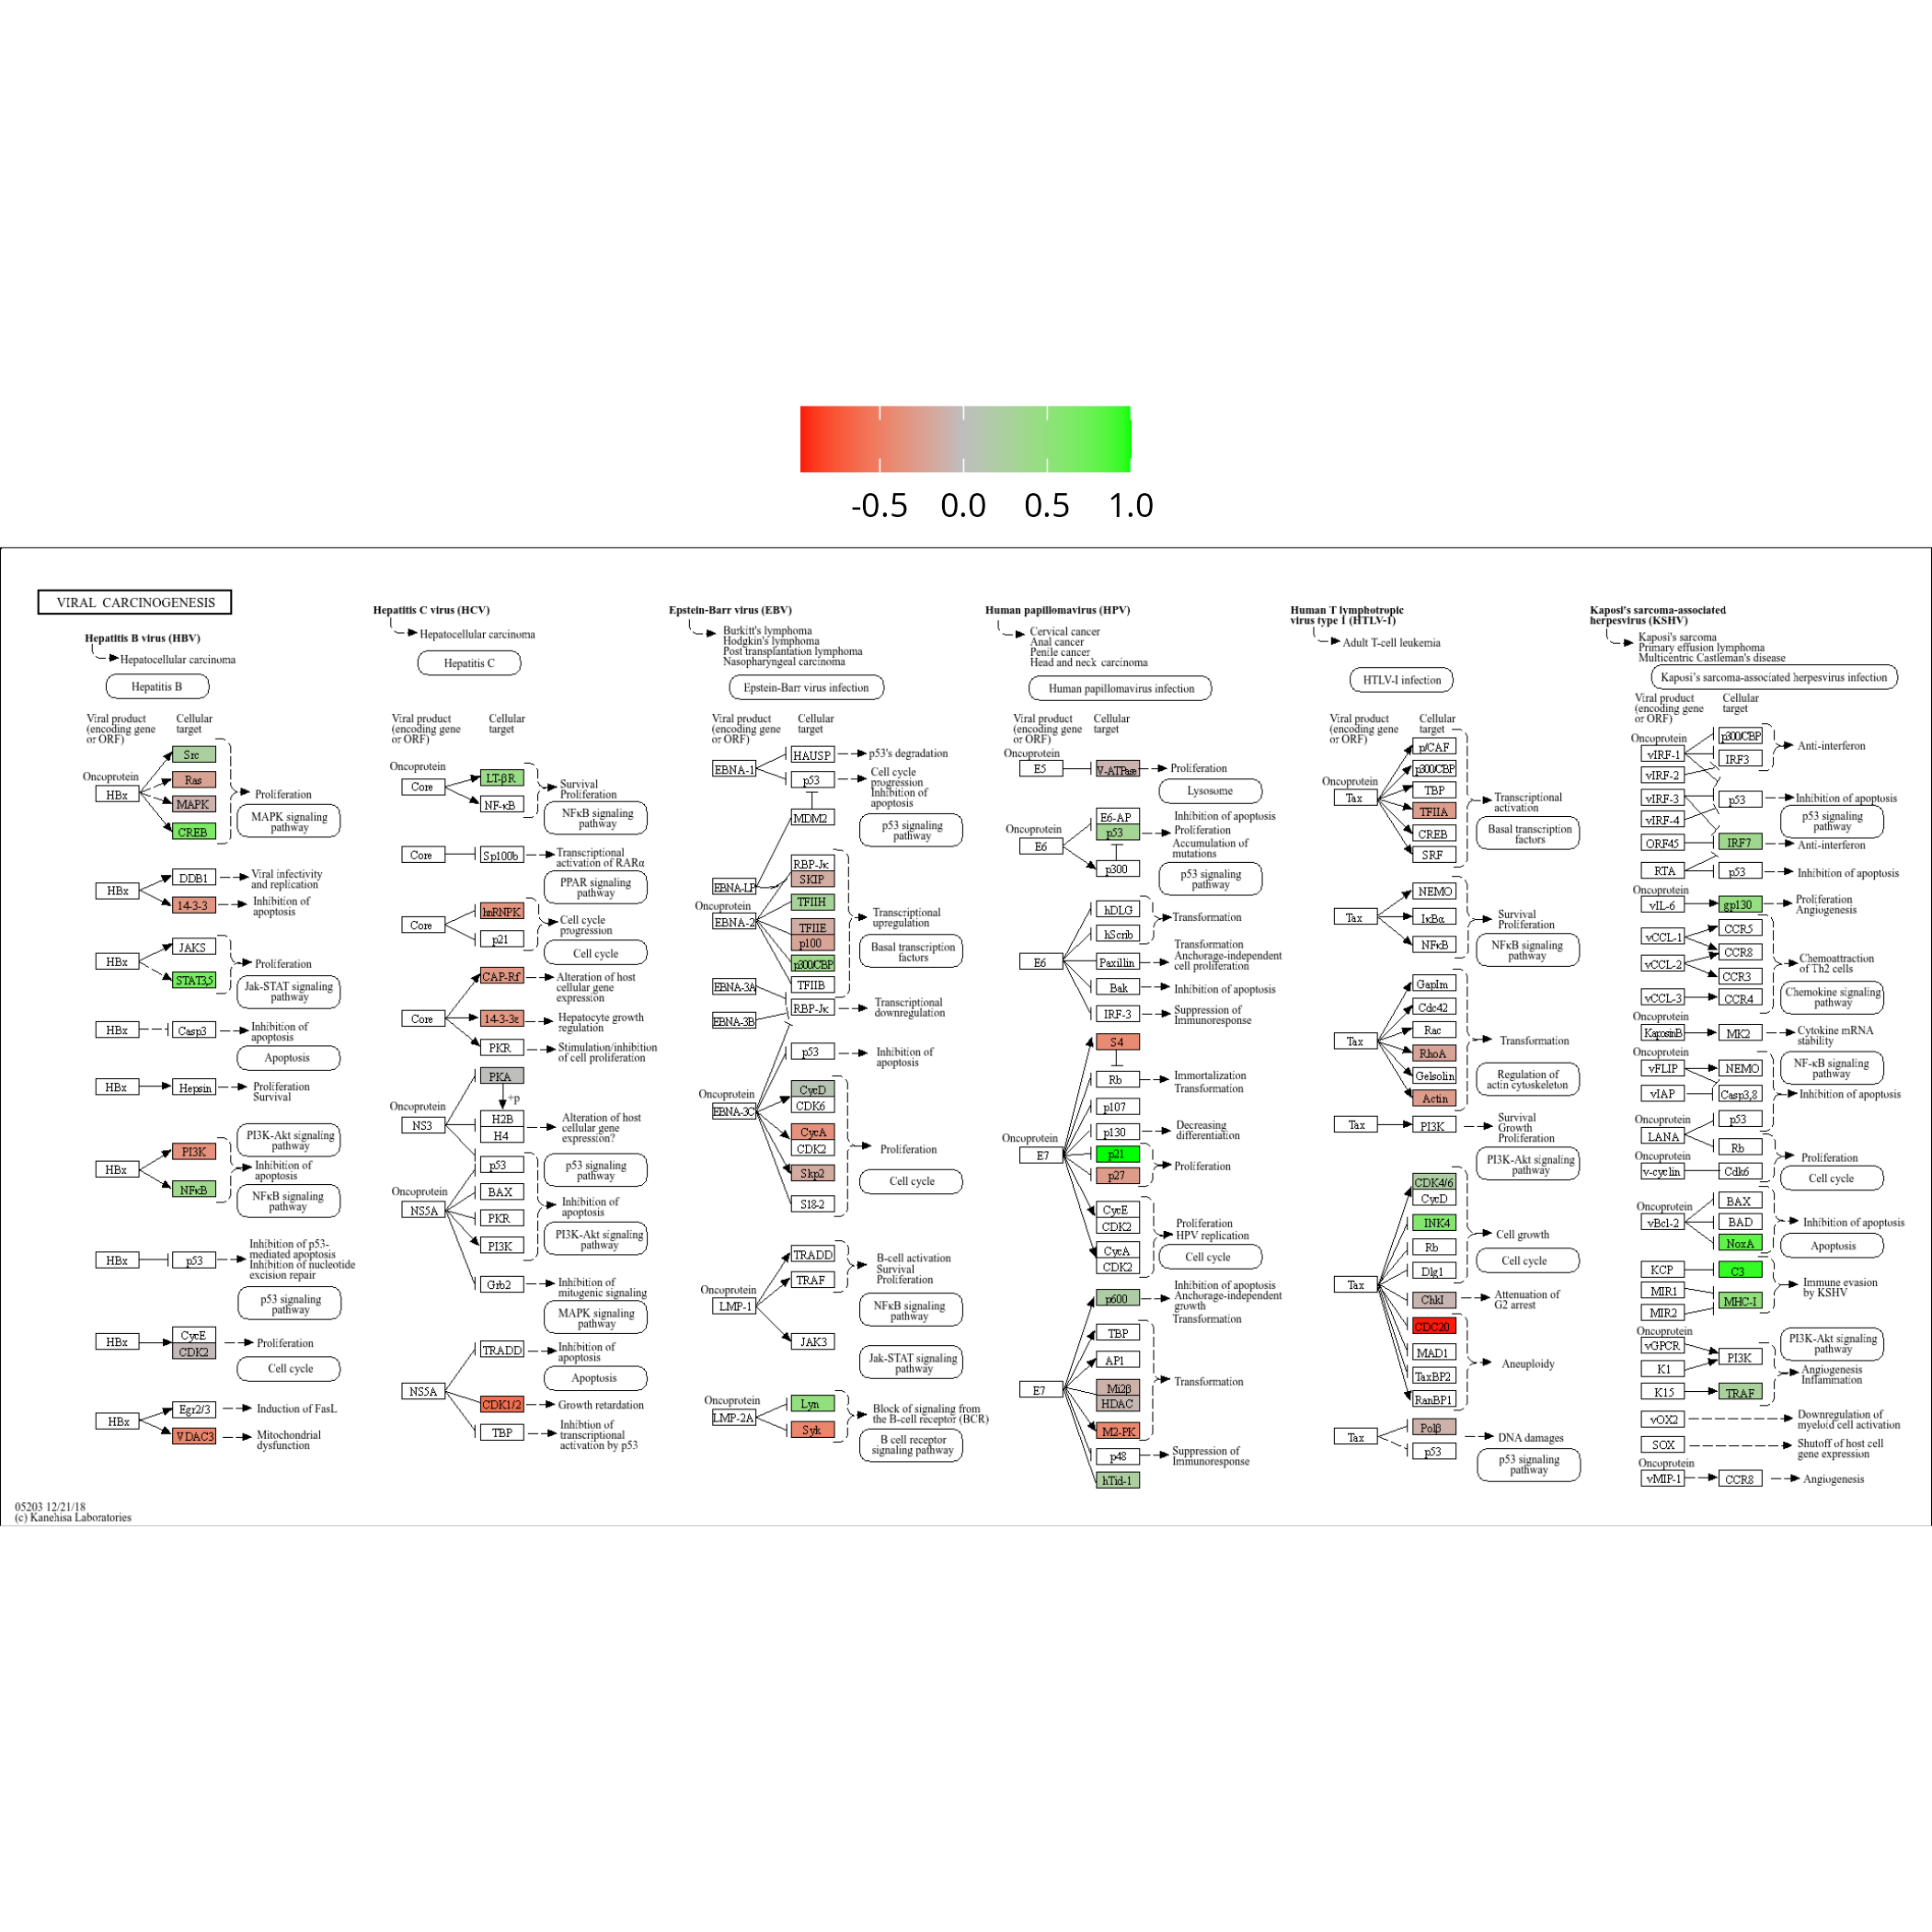 -0.5 0.0 0.5 1.0
VIRAL CARCINOGENESIS
Hepatitis B virus (HBV)
Hepatocellular carcinoma
Hepatitis B
Viral product
(encoding gene
or ORF)
Cellular
target
Oncoprotein
HBx
Src
Ras
MAPK
CREB
Proliferation
MAPK signaling
pathway
HBx
DDB1
14-3-3
Viral infectivity
and replication
Inhibition of
apoptosis
HBx
JAKS
STAT3,5
Proliferation
Jak-STAT signaling
pathway
HBx
Casp3
Inhibition of
apoptosis
Apoptosis
HBx
Hepsin
Proliferation
Survival
HBx
PI3K
NFκB
PI3K-Akt signaling
pathway
Inhibition of
apoptosis
NFκB signaling
pathway
HBx
p53
Inhibition of p53-
mediated apoptosis
Inhibition of nucleotide
excision repair
p53 signaling
pathway
HBx
CycE
CDK2
Proliferation
Cell cycle
HBx
Egr2/3
VDAC3
Induction of FasL
Mitochondrial
dysfunction
05203 12/21/18
(c) Kanehisa Laboratories
Hepatitis C virus (HCV)
Hepatocellular carcinoma
Hepatitis C
Viral product
(encoding gene
or ORF)
Cellular
target
Oncoprotein
Core
LT-βR
NF-κB
Survival
Proliferation
NFκB signaling
pathway
Core
Sp100b
Transcriptional
activation of RARα
PPAR signaling
pathway
Core
hnRNPK
p21
Cell cycle
progression
Cell cycle
Core
CAP-Rf
14-3-3ε
PKR
Alteration of host
cellular gene
expression
Hepatocyte growth
regulation
Stimulation/inhibition
of cell proliferation
Oncoprotein
NS3
PKA
+p
H2B
H4
Alteration of host
cellular gene
expression?
Oncoprotein
NS5A
p53
BAX
PKR
PI3K
Grb2
p53 signaling
pathway
Inhibition of
apoptosis
PI3K-Akt signaling
pathway
Inhibition of
mitogenic signaling
MAPK signaling
pathway
NS5A
TRADD
CDK1/2
TBP
Inhibition of
apoptosis
Apoptosis
Growth retardation
Inhibtion of
transcriptional
activation by p53
Epstein-Barr virus (EBV)
Burkitt's lymphoma
Hodgkin's lymphoma
Post transplantation lymphoma
Nasopharyngeal carcinoma
Epstein-Barr virus infection
Viral product
(encoding gene
or ORF)
Cellular
target
EBNA-1
HAUSP
p53
MDM2
p53's degradation
Cell cycle
progression
Inhibition of
apoptosis
p53 signaling
pathway
EBNA-LP
Oncoprotein
EBNA-2
RBP-Jκ
SKIP
TFIIH
TFIIE
p100
p300/CBP
TFIIB
Transcriptional
upregulation
Basal transcription
factors
EBNA-3A
EBNA-3B
RBP-Jκ
Transcriptional
downregulation
Oncoprotein
EBNA-3C
p53
CycD
CDK6
CycA
CDK2
Skp2
S18-2
Inhibition of
apoptosis
Proliferation
Cell cycle
Oncoprotein
LMP-1
TRADD
TRAF
JAK3
B-cell activation
Survival
Proliferation
NFκB signaling
pathway
Jak-STAT signaling
pathway
Oncoprotein
LMP-2A
Lyn
Syk
Block of signaling from
the B-cell receptor (BCR)
B cell receptor
signaling pathway
Human papillomavirus (HPV)
Cervical cancer
Anal cancer
Penile cancer
Head and neck carcinoma
Human papillomavirus infection
Viral product
(encoding gene
or ORF)
Cellular
target
Oncoprotein
E5
V-ATPase
Proliferation
Lysosome
Oncoprotein
E6
E6-AP
p53
p300
Inhibition of apoptosis
Proliferation
Accumulation of
mutations
p53 signaling
pathway
E6
hDLG
hScrib
Paxillin
Bak
IRF-3
Transformation
Transformation
Anchorage-independent
cell proliferation
Inhibition of apoptosis
Suppression of
Immunoresponse
Oncoprotein
E7
S4
Rb
p107
p130
p21
p27
CycE
CDK2
CycA
CDK2
Immortalization
Transformation
Decreasing
differentiation
Proliferation
Proliferation
HPV replication
Cell cycle
E7
p600
TBP
AP1
Mi2β
HDAC
M2-PK
p48
hTid-1
Inhibition of apoptosis
Anchorage-independent
growth
Transformation
Transformation
Suppression of
Immunoresponse
Human T lymphotropic
virus type 1 (HTLV-1)
Adult T-cell leukemia
HTLV-I infection
Viral product
(encoding gene
or ORF)
Cellular
target
Tax
p/CAF
p300/CBP
TBP
TFIIA
CREB
SRF
Transcriptional
activation
Basal transcription
factors
Tax
NEMO
IκBα
NFκB
Survival
Proliferation
NFκB signaling
pathway
Tax
GapIm
Cdc42
Rac
RhoA
Gelsolin
Actin
Transformation
Regulation of
actin cytoskeleton
Tax
PI3K
Survival
Growth
Proliferation
PI3K-Akt signaling
pathway
Tax
CDK4/6
CycD
INK4
Rb
Dlg1
ChkI
CDC20
MAD1
TaxBP2
RanBP1
Cell growth
Cell cycle
Attenuation of
G2 arrest
Aneuploidy
Tax
Polβ
p53
DNA damages
p53 signaling
pathway
Kaposi's sarcoma-associated
herpesvirus (KSHV)
Kaposi's sarcoma
Primary effusion lymphoma
Multicentric Castleman's disease
Kaposi's sarcoma-associated herpesvirus infection
Viral product
(encoding gene
or ORF)
Cellular
target
Oncoprotein
vIRF-1
vIRF-2
vIRF-3
vIRF-4
ORF45
RTA
p300/CBP
IRF3
p53
IRF7
p53
Anti-interferon
Inhibition of apoptosis
p53 signaling
pathway
Anti-interferon
Inhibition of apoptosis
Oncoprotein
vIL-6
gp130
Proliferation
Angiogenesis
vCCL-1
vCCL-2
vCCL-3
CCR5
CCR8
CCR3
CCR4
Chemoattraction
of Th2 cells
Chemokine signaling
pathway
Oncoprotein
KaposinB
MK2
Cytokine mRNA
stability
Oncoprotein
vFLIP
NEMO
NF-κB signaling
pathway
vIAP
Casp3,8
Inhibition of apoptosis
Oncoprotein
LANA
p53
Rb
Oncoprotein
v-cyclin
Cdk6
Proliferation
Cell cycle
Oncoprotein
vBcl-2
BAX
BAD
NoxA
Inhibition of apoptosis
Apoptosis
KCP
MIR1
MIR2
C3
MHC-I
Immune evasion
by KSHV
Oncoprotein
vGPCR
K1
K15
PI3K
TRAF
PI3K-Akt signaling
pathway
Angiogenesis
Inflammation
vOX2
Downregulation of
myeloid cell activation
SOX
Shutoff of host cell
gene expression
Oncoprotein
vMIP-1
CCR8
Angiogenesis